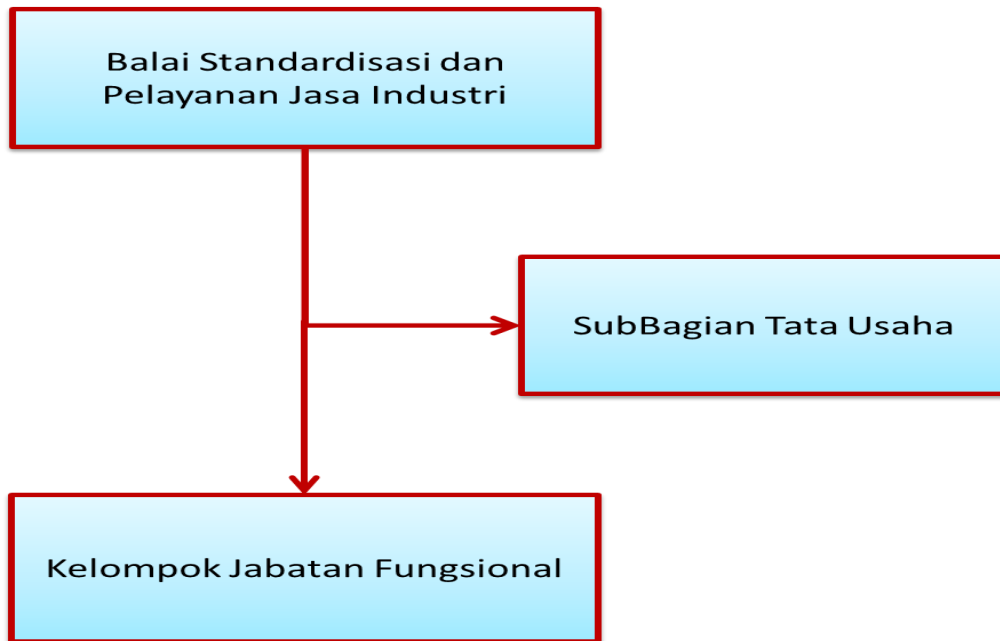 Balai Standardisasi dan
Pelayanan Jasa Industri
SubBagian Tata Usaha
Kelompok Jabatan Fungsional